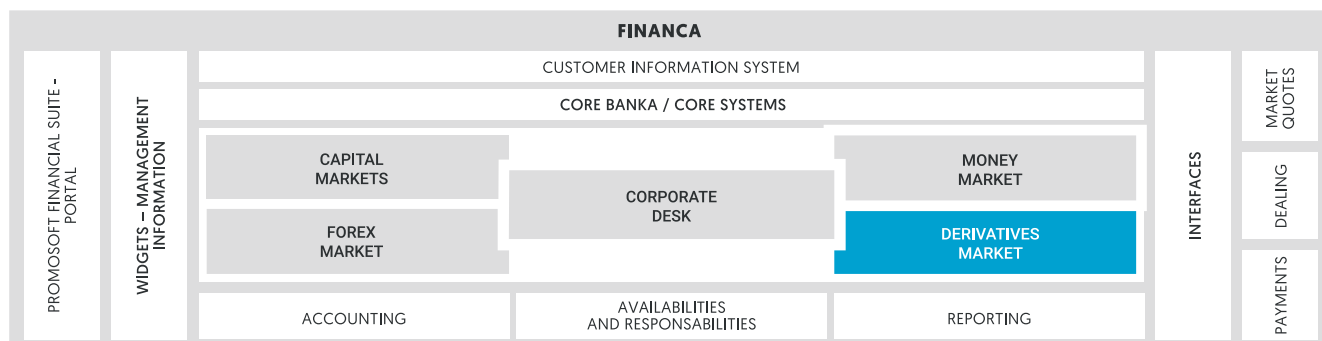 FINANCA
PROMOSOFT FINANCIAL SUITE –
PORTAL
WIDGETS – MANAGEMENT
INFORMATION
CUSTOMER INFORMATION SYSTEM
CORE BANKA / CORE SYSTEMS
CAPITAL
MARKETS
FOREX
MARKET
CORPORATE
DESK
MONEY
MARKET
DERIVATIVES
MARKET
ACCOUNTING
AVAILABILITIES
AND RESPONSABILITIES
REPORTING
INTERFACES
MARKET
QUOTES
DEALING
PAYMENTS